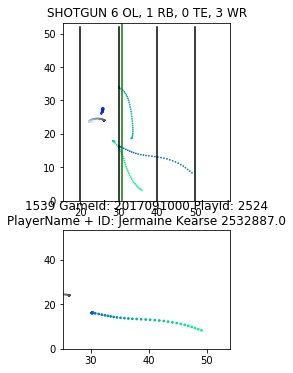 SHOTGUN 6 OL, 1 RB, 0 TE, 3 WR
50
40
30
20
10
0
20 30 40 50
1539 GameId: 2017091000 PlayId: 2524
PlayerName + ID: Jermaine Kearse 2532887.0
40
20
0
30 40 50